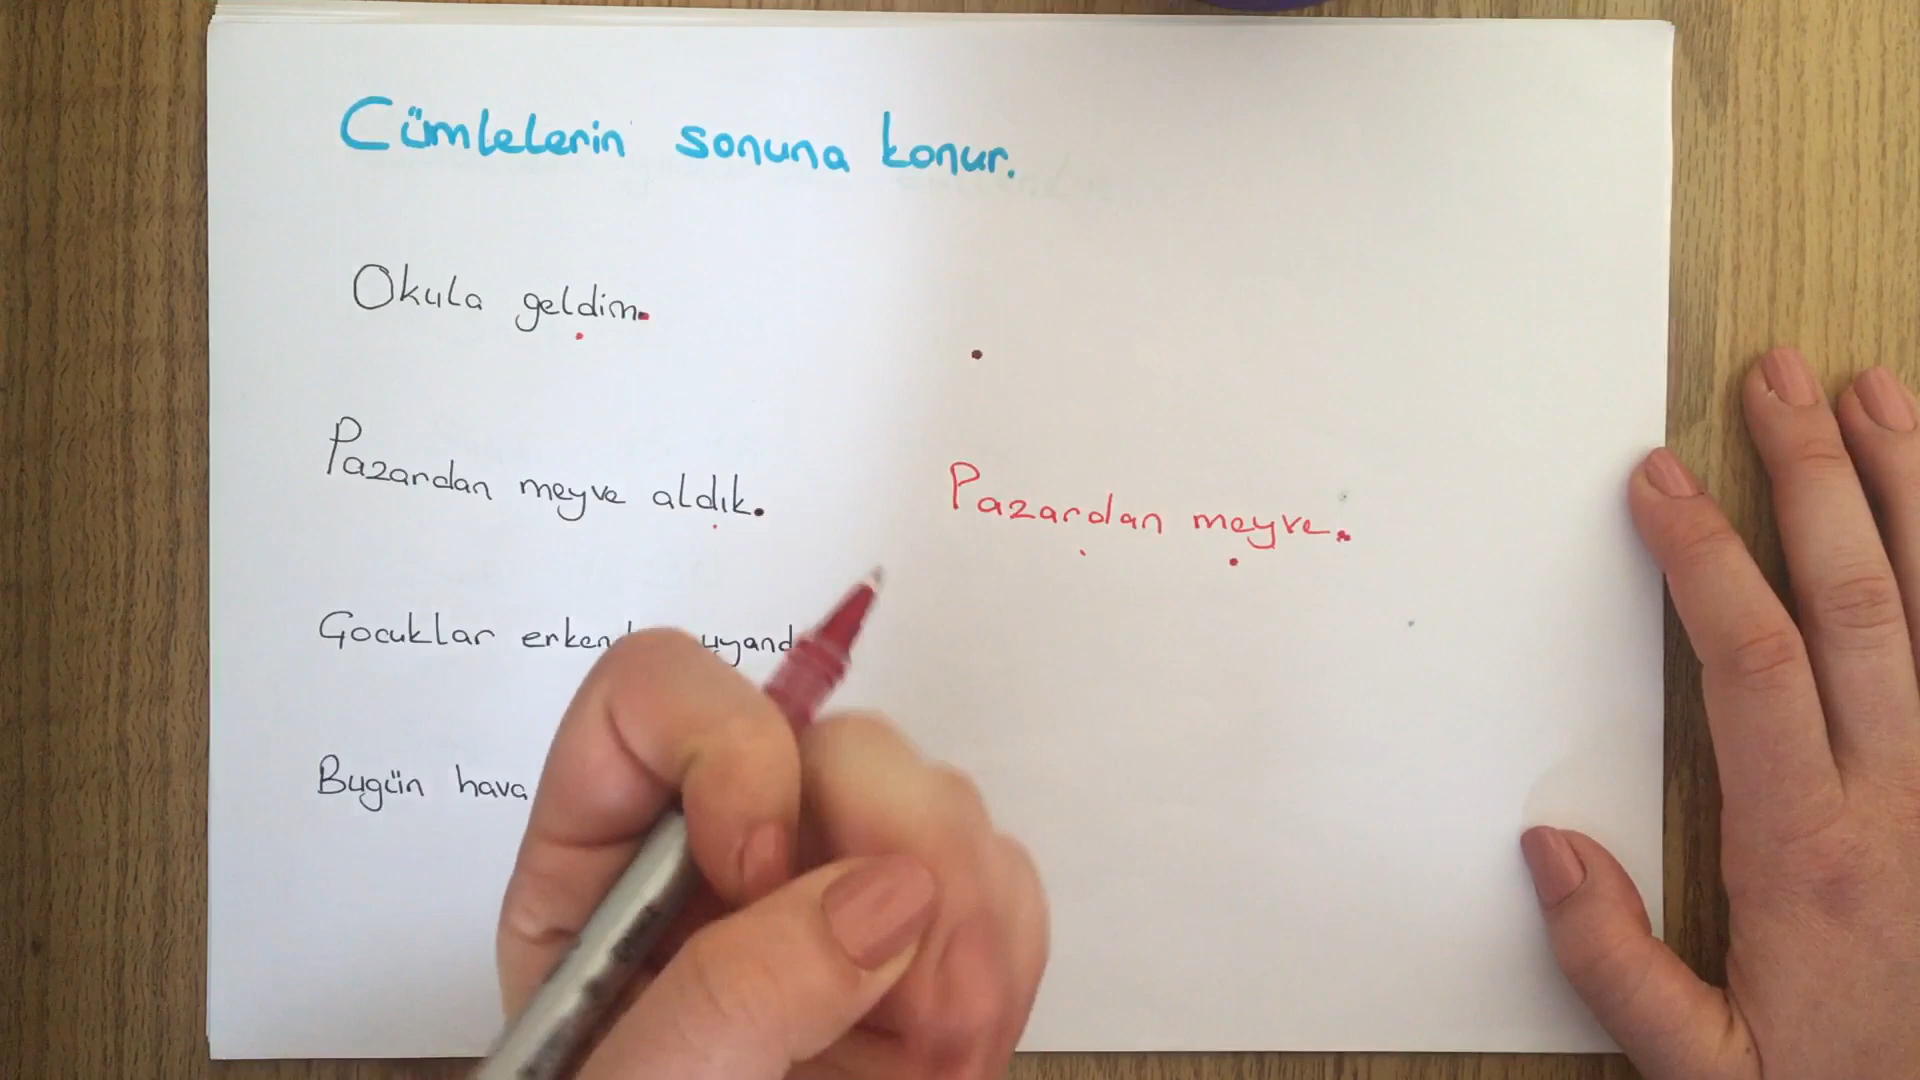 Cümlelerin sonuna konur.
Okula geldim.
Pazardan meyve aldık.
Pazardan meyve.
Çocuklar
Bugün hava